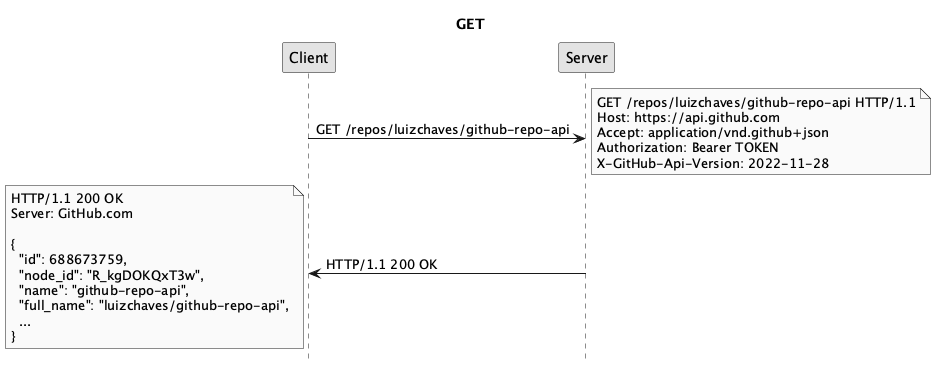 GET
Client
Server
GET /repos/luizchaves/github-repo-api
GET /repos/luizchaves/github-repo-api HTTP/1.1
Host: https://api.github.com
Accept: application/vnd.github+json
Authorization: Bearer TOKEN
X-GitHub-Api-Version: 2022-11-28
HTTP/1.1 200 OK
Server: GitHub.com
{
"id": 688673759,
"node_id": "R_kgDOKQxT3w",
"name": "github-repo-api",
"full_name": "luizchaves/github-repo-api",
...
}
HTTP/1.1 200 OK